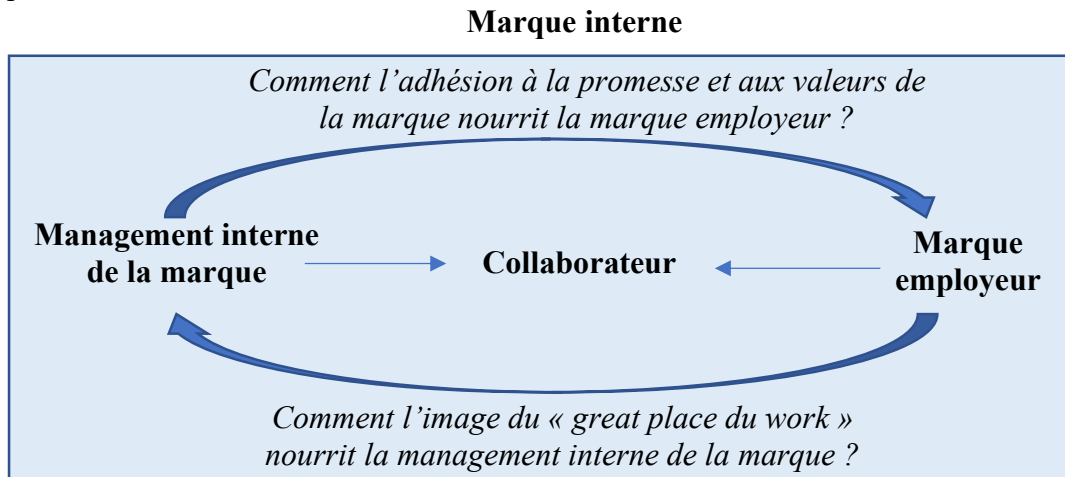 Marque interne
Comment l’adhésion à la promesse et aux valeurs de
la marque nourrit la marque employeur ?
Management interne
de la marque
Collaborateur
Marque
employeur
Comment l’image du « great place du work »
nourrit la management interne de la marque ?